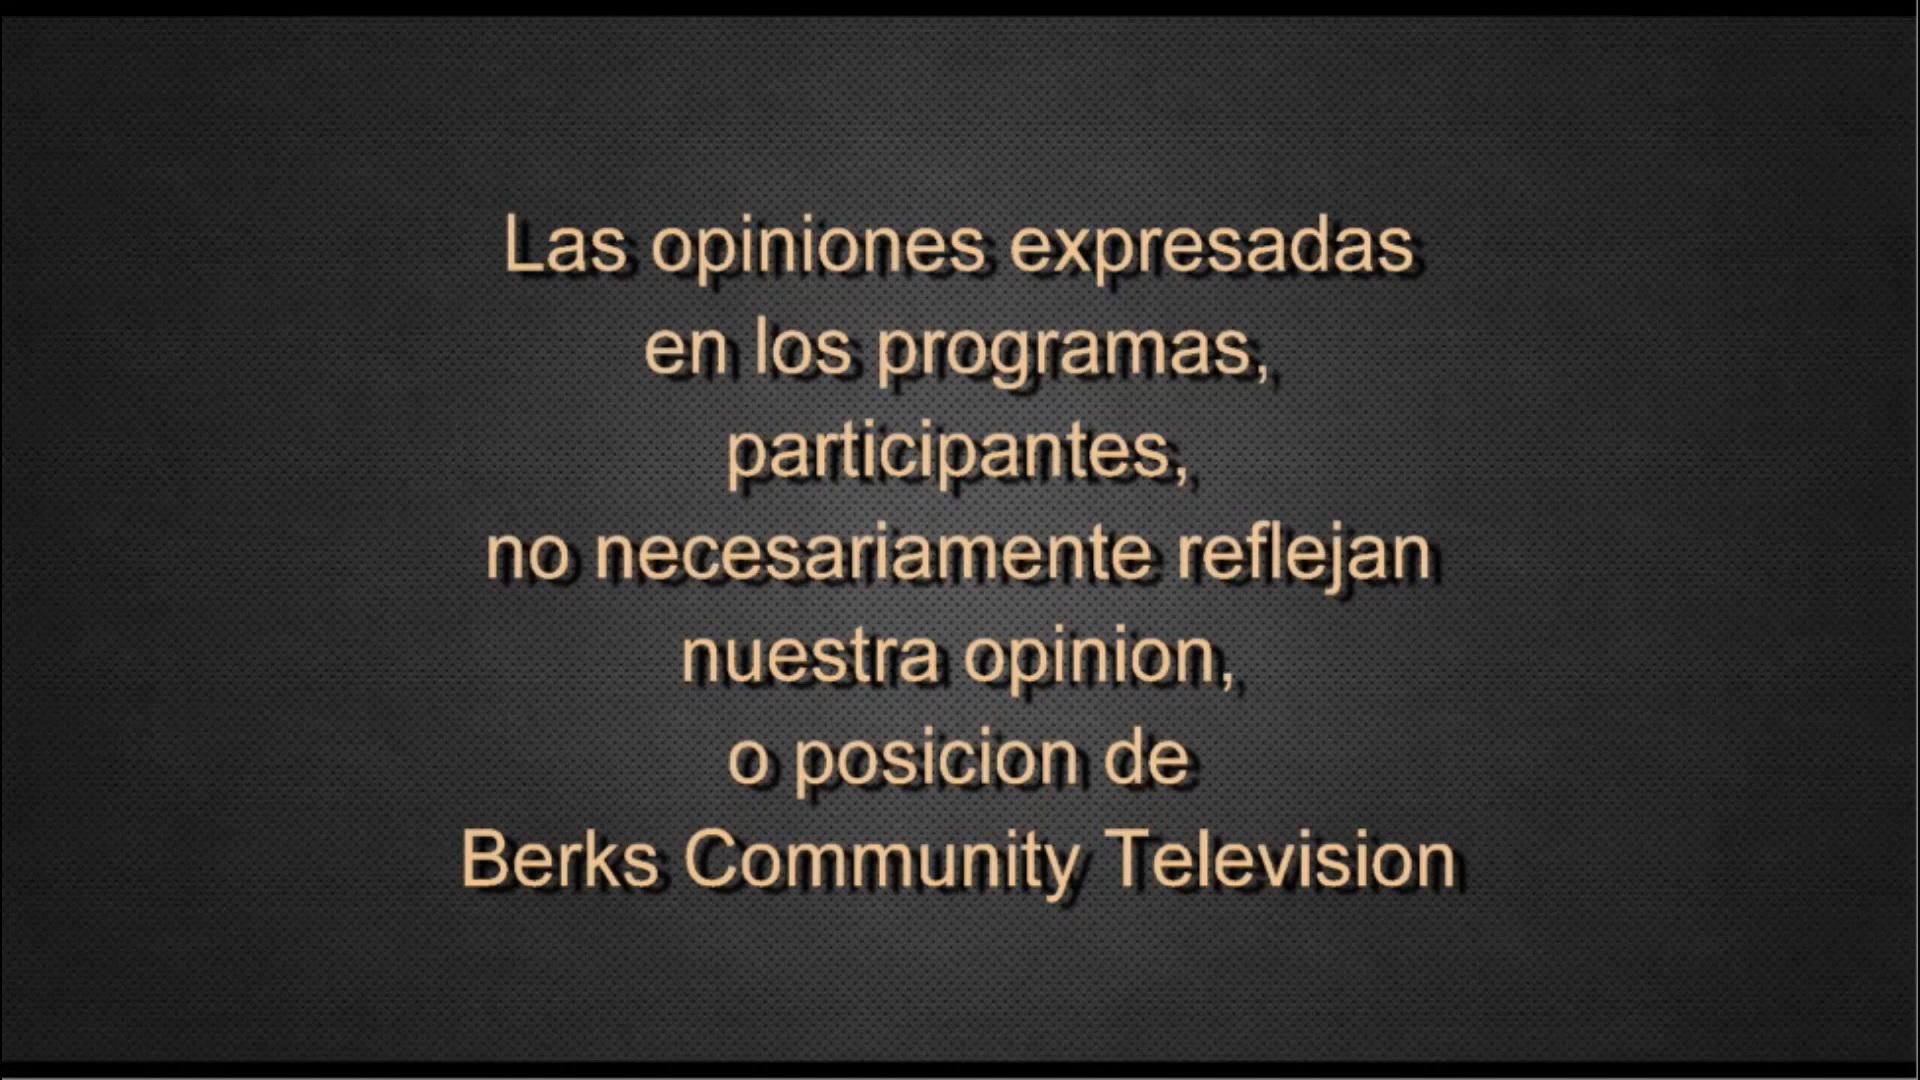 Las opiniones expresadas
en los programas,
participantes,
no necesariamente reflejan
nuestra opinion,
o posicion de
Berks Community Television